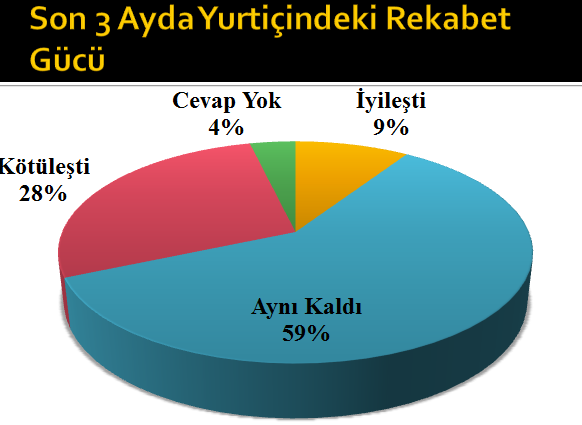 Son 3 Ayda Yurtiçindeki Rekabet
Gücü
Cevap Yok
4%
İyileşti
9%
Kötüleşti
28%
Aynı Kaldı
59%